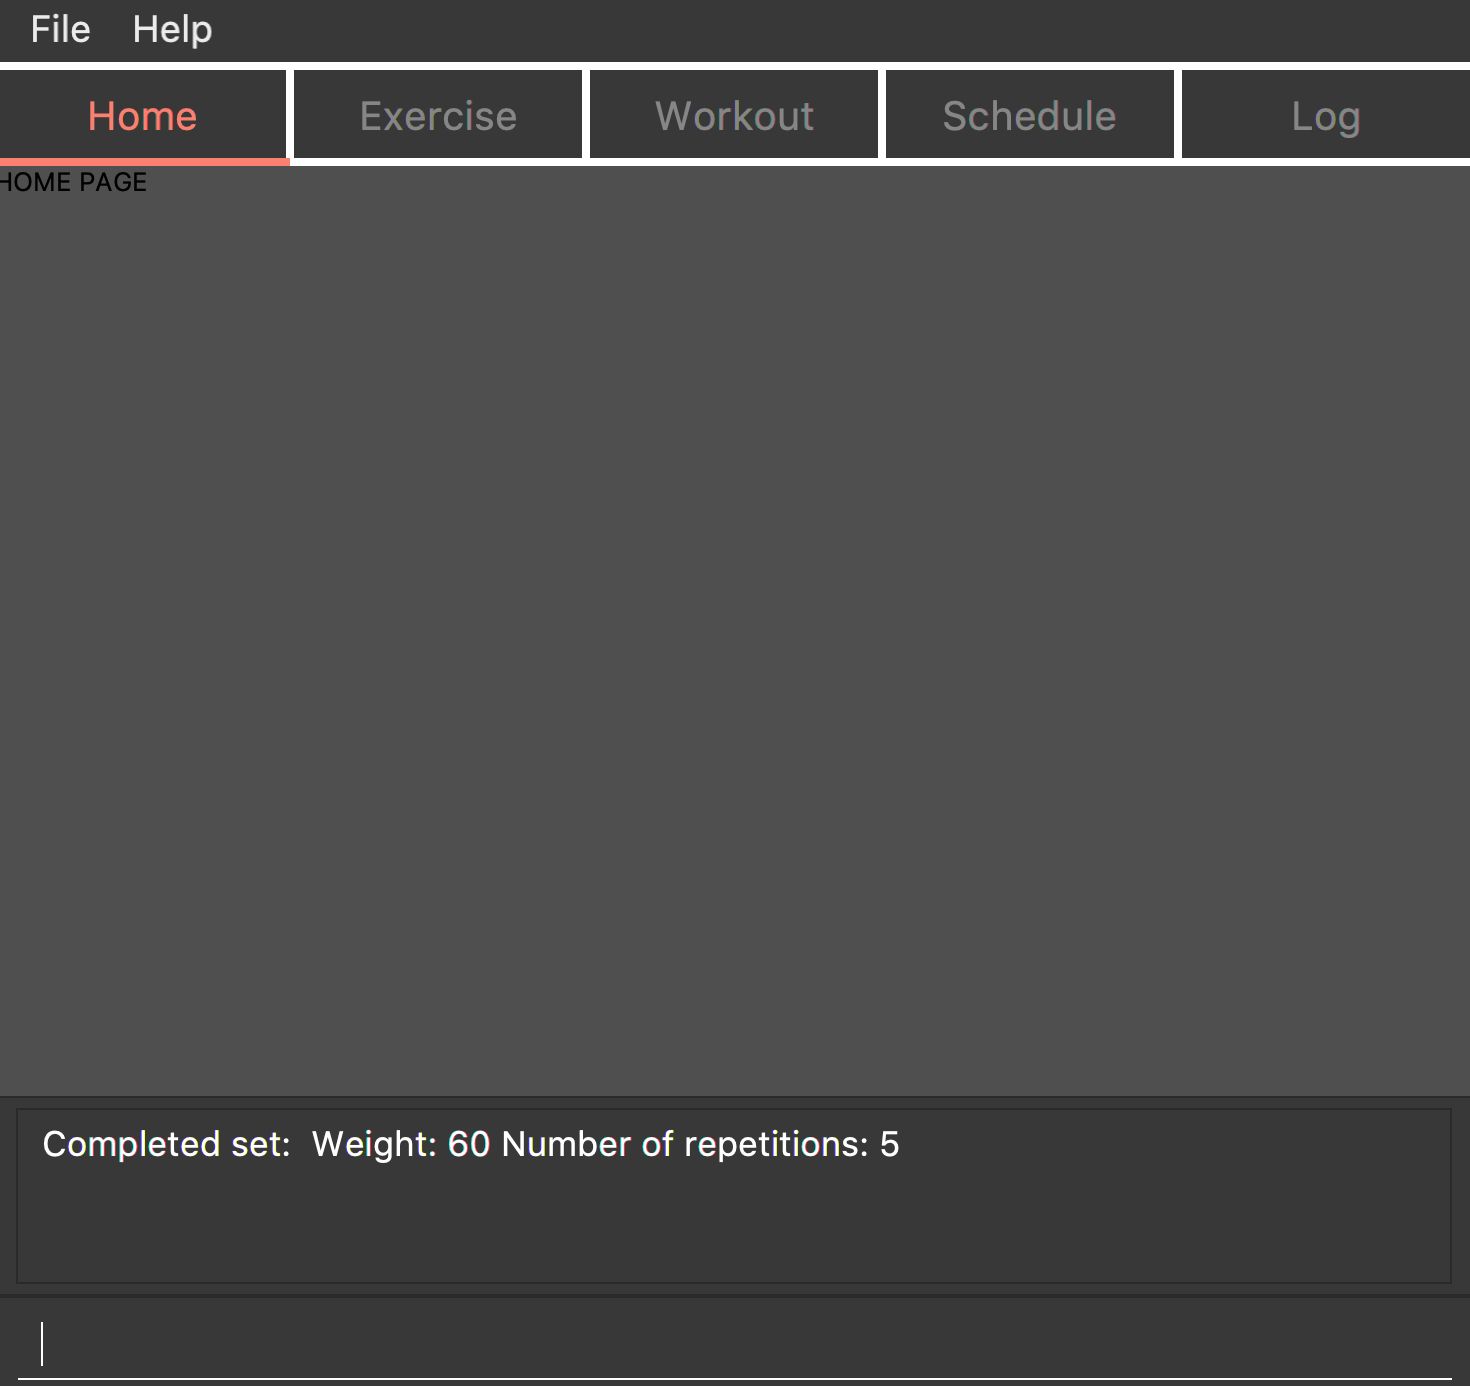 File Help
Home Exercise Workout Schedule Log
HOME PAGE
Completed set:  Weight: 60 Number of repetitions: 5